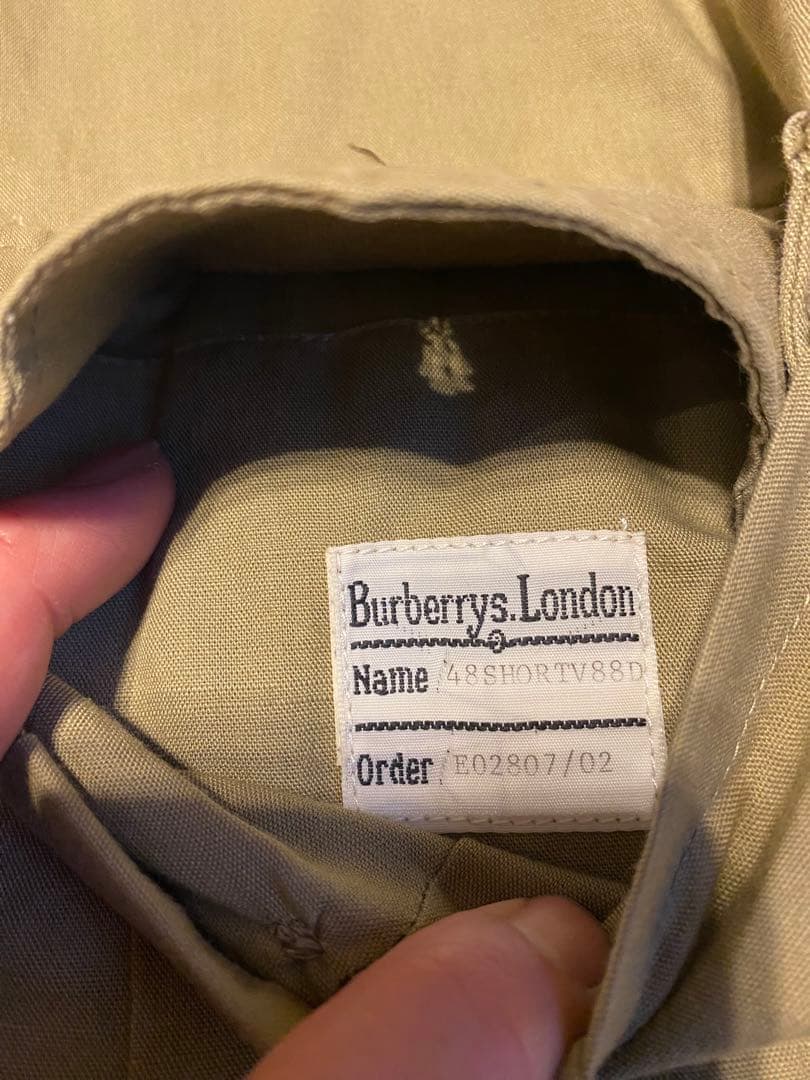 Burberrys.London
Name 48SHORTV88D
Order E02807/02